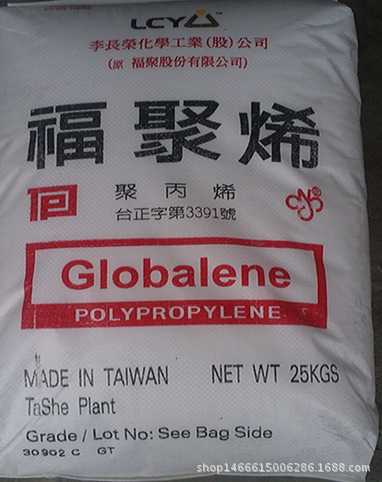 LCY
李長榮化學工業(股)公司
(原 福聚股份有限公司)
福聚烯
聚丙烯
台正字第3391號
Globalene
POLYPROPYLENE
MADE IN TAIWAN NET WT 25KGS
TaShe Plant
Grade / Lot No: See Bag Side
30902 C GT
shop1466615006286.1688.com